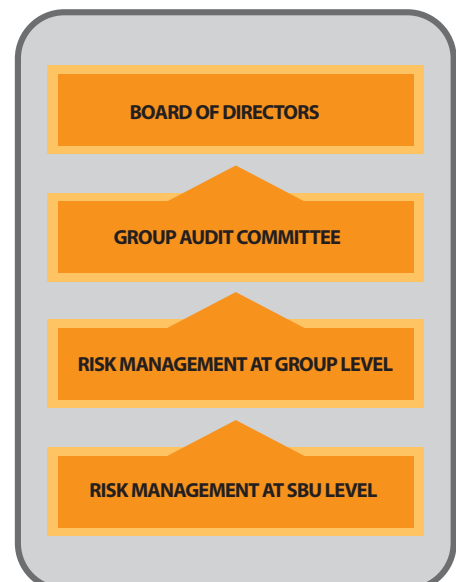 BOARD OF DIRECTORS
GROUP AUDIT COMMITTEE
RISK MANAGEMENT AT GROUP LEVEL
RISK MANAGEMENT AT SBU LEVEL